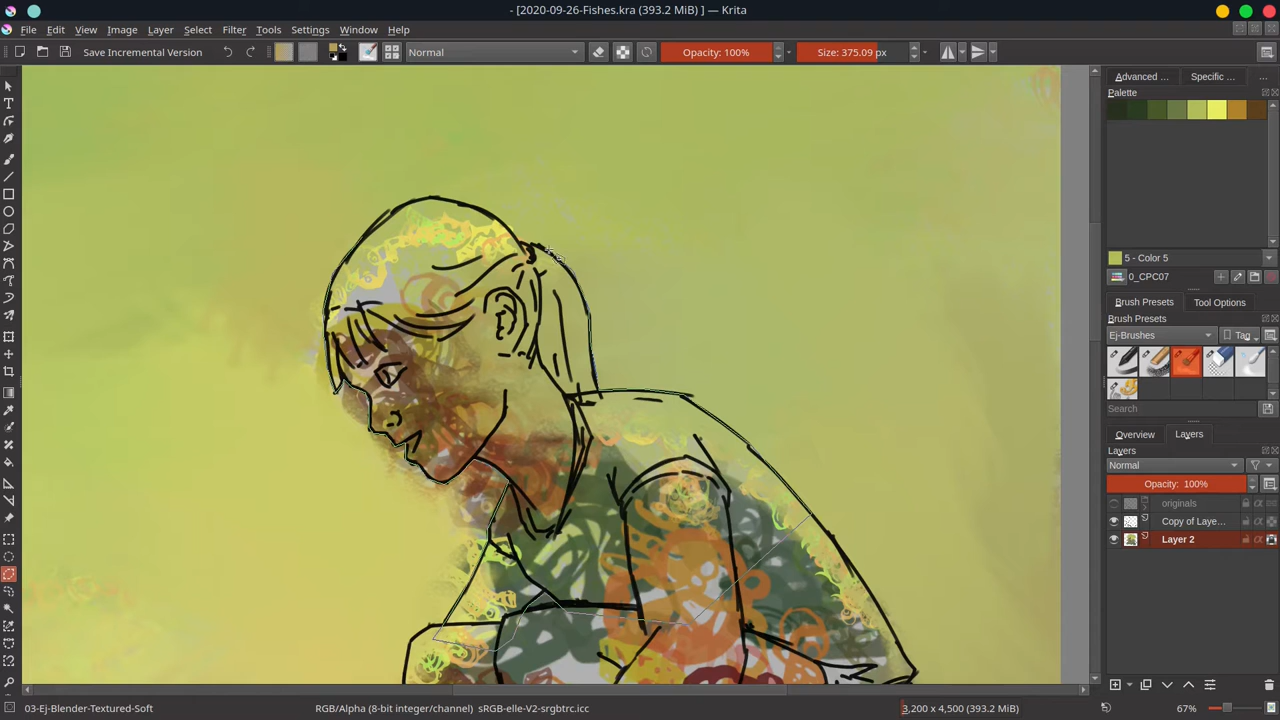 - [2020-09-26-Fishes.kra (393.2 MiB) ] — Krita
File Edit View Image Layer Select Filter Tools Settings Window Help
Save Incremental Version Normal Opacity: 100% Size: 375.09 px
Advanced ... Specific ... ...
Palette
5 - Color 5
0_CPC07
Brush Presets Tool Options
Brush Presets
Ej-Brushes Tag
Search
Overview Layers
Layers
Normal
Opacity: 100%
originals
Copy of Laye...
Layer 2
03-Ej-Blender-Textured-Soft RGB/Alpha (8-bit integer/channel) sRGB-elle-V2-srgbtrc.icc 3,200 x 4,500 (393.2 MiB) 67%